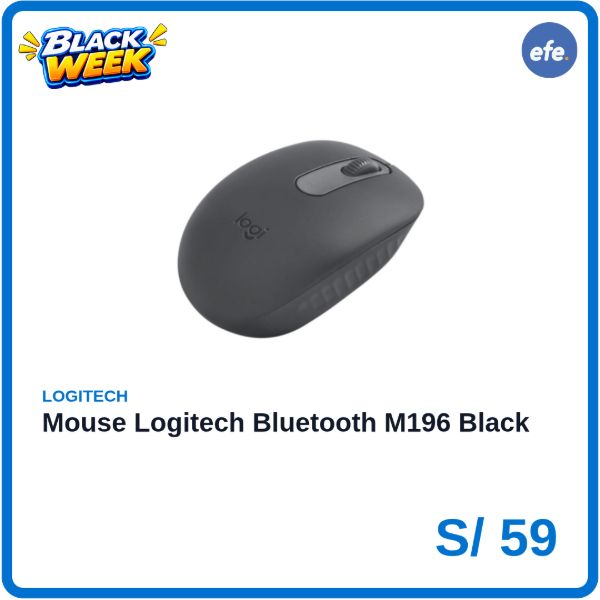 BLACK
WEEK
efe.
logi
LOGITECH
Mouse Logitech Bluetooth M196 Black
S/ 59